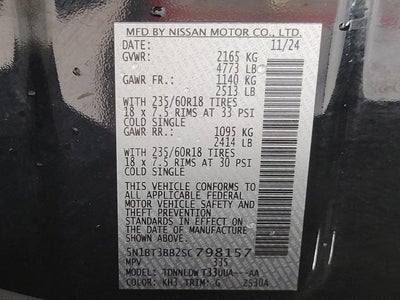 MFD BY NISSAN MOTOR CO., LTD.
DATE: 11/24
GVWR: 2165 KG
4773 LB
GAWR FR.: 1140 KG
2513 LB
WITH 235/60R18 TIRES
18 x 7.5 RIMS AT 33 PSI
COLD SINGLE
GAWR RR.: 1095 KG
2414 LB
WITH 235/60R18 TIRES
18 x 7.5 RIMS AT 30 PSI
COLD SINGLE
THIS VEHICLE CONFORMS TO
ALL APPLICABLE FEDERAL
MOTOR VEHICLE SAFETY AND
THEFT PREVENTION
STANDARDS IN EFFECT ON
THE DATE OF MANUFACTURE
SHOWN ABOVE.
5N1BT3BB2SC798157
MPV 335
TDNNLDWT33UUA---AA
COLOR: KH3 TRIM: G 2S30A